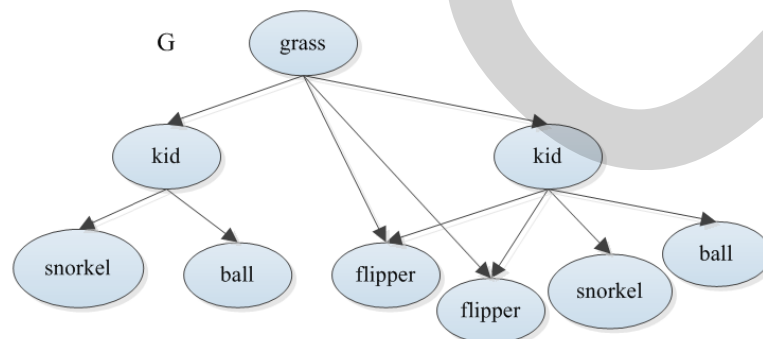 G
grass
kid
kid
snorkel
ball
flipper
flipper
snorkel
ball